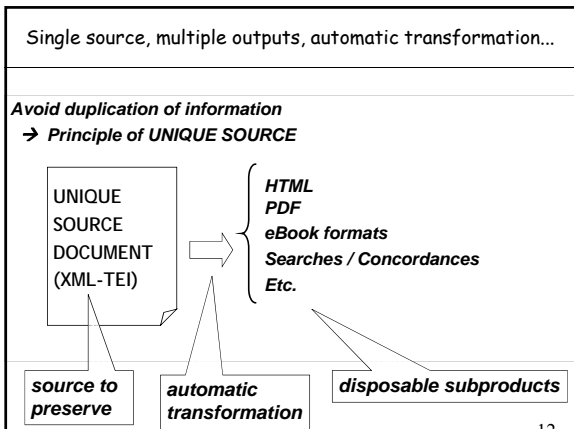 Single source, multiple outputs, automatic transformation...
Avoid duplication of information
→ Principle of UNIQUE SOURCE
UNIQUE
SOURCE
DOCUMENT
(XML-TEI)
HTML
PDF
eBook formats
Searches / Concordances
Etc.
source to
preserve
automatic
transformation
disposable subproducts
12